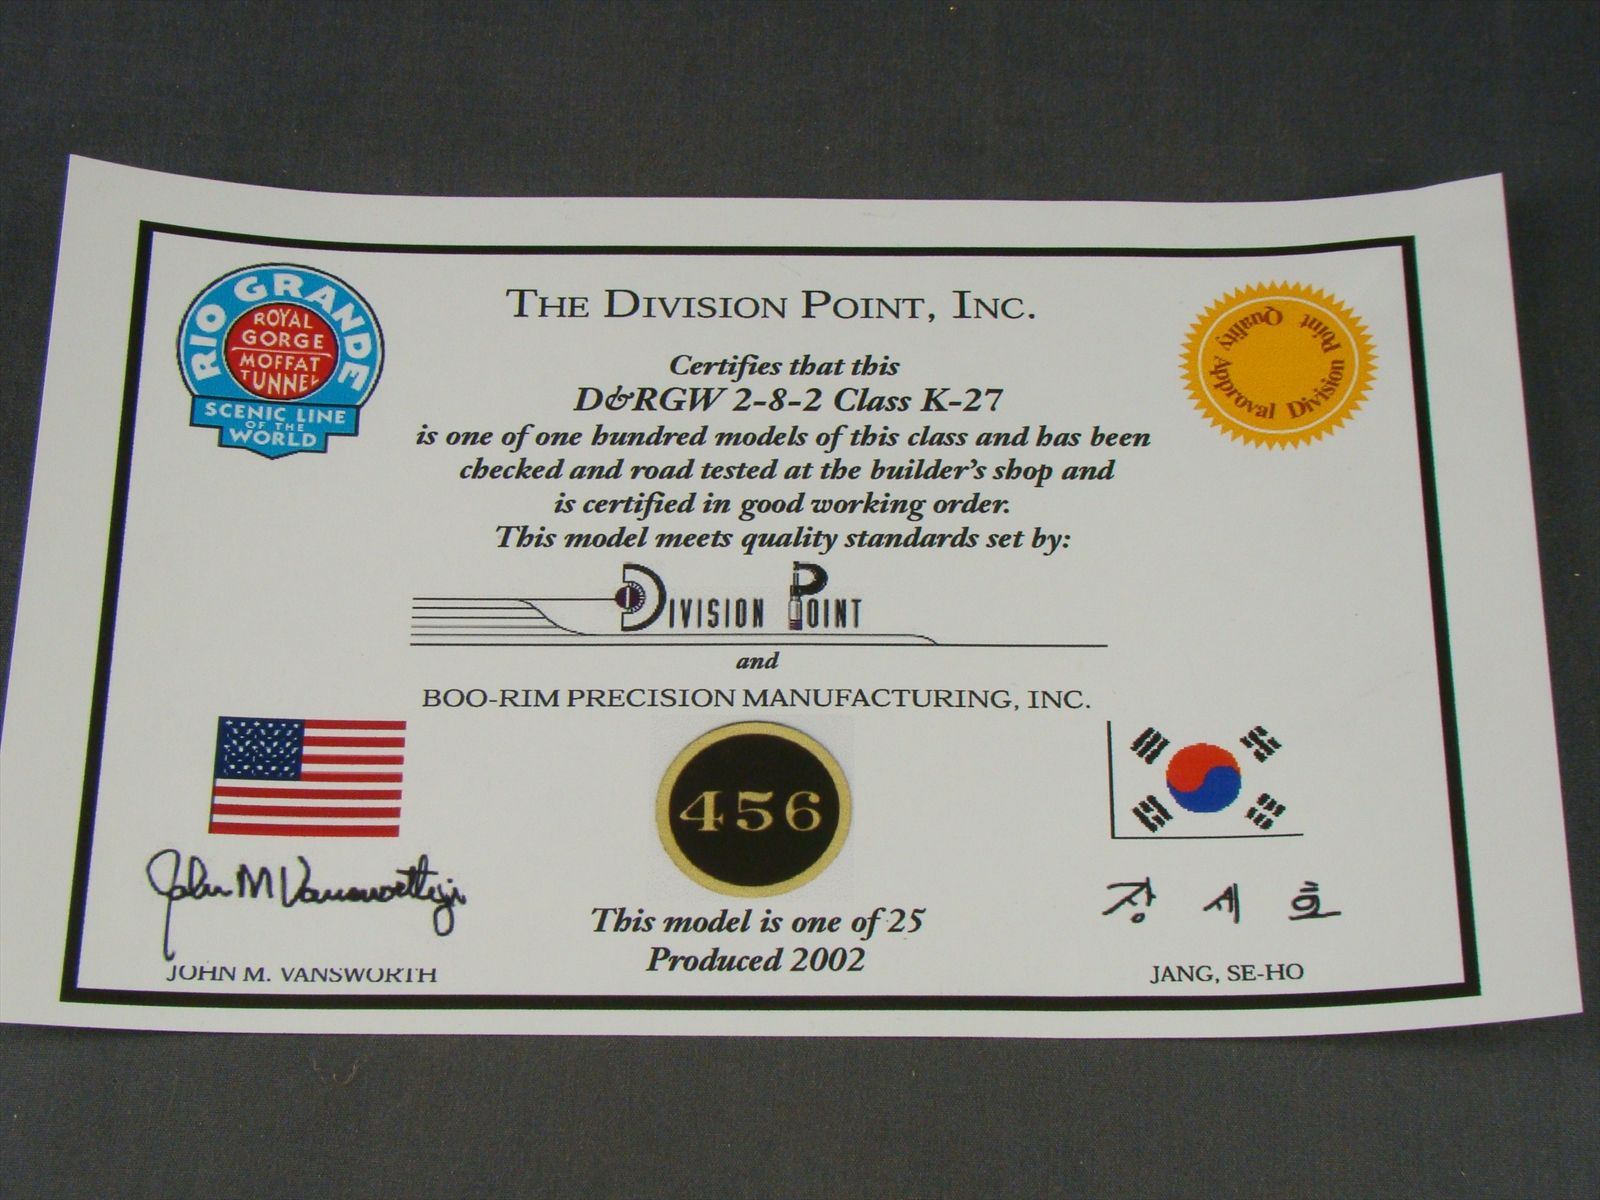 RIO GRANDE
ROYAL
GORGE
MOFFAT
TUNNEL
SCENIC LINE
OF THE
WORLD
THE DIVISION POINT, INC.
Quality Approval Division Point
Certifies that this
D&RGW 2-8-2 Class K-27
is one of one hundred models of this class and has been
checked and road tested at the builder's shop and
is certified in good working order.
This model meets quality standards set by:
DIVISION POINT
and
BOO-RIM PRECISION MANUFACTURING, INC.
456
John M Vansworth
장 세 호
This model is one of 25
Produced 2002
JOHN M. VANSWORTH
JANG, SE-HO